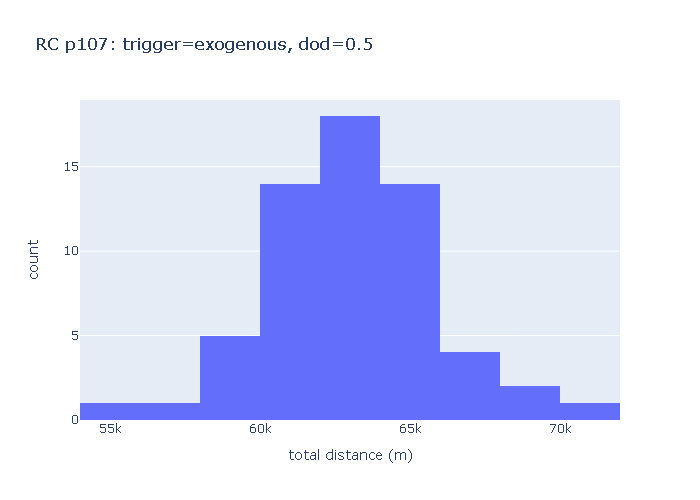 RC p107: trigger=exogenous, dod=0.5
count
15
10
5
0
55k
60k
65k
70k
total distance (m)